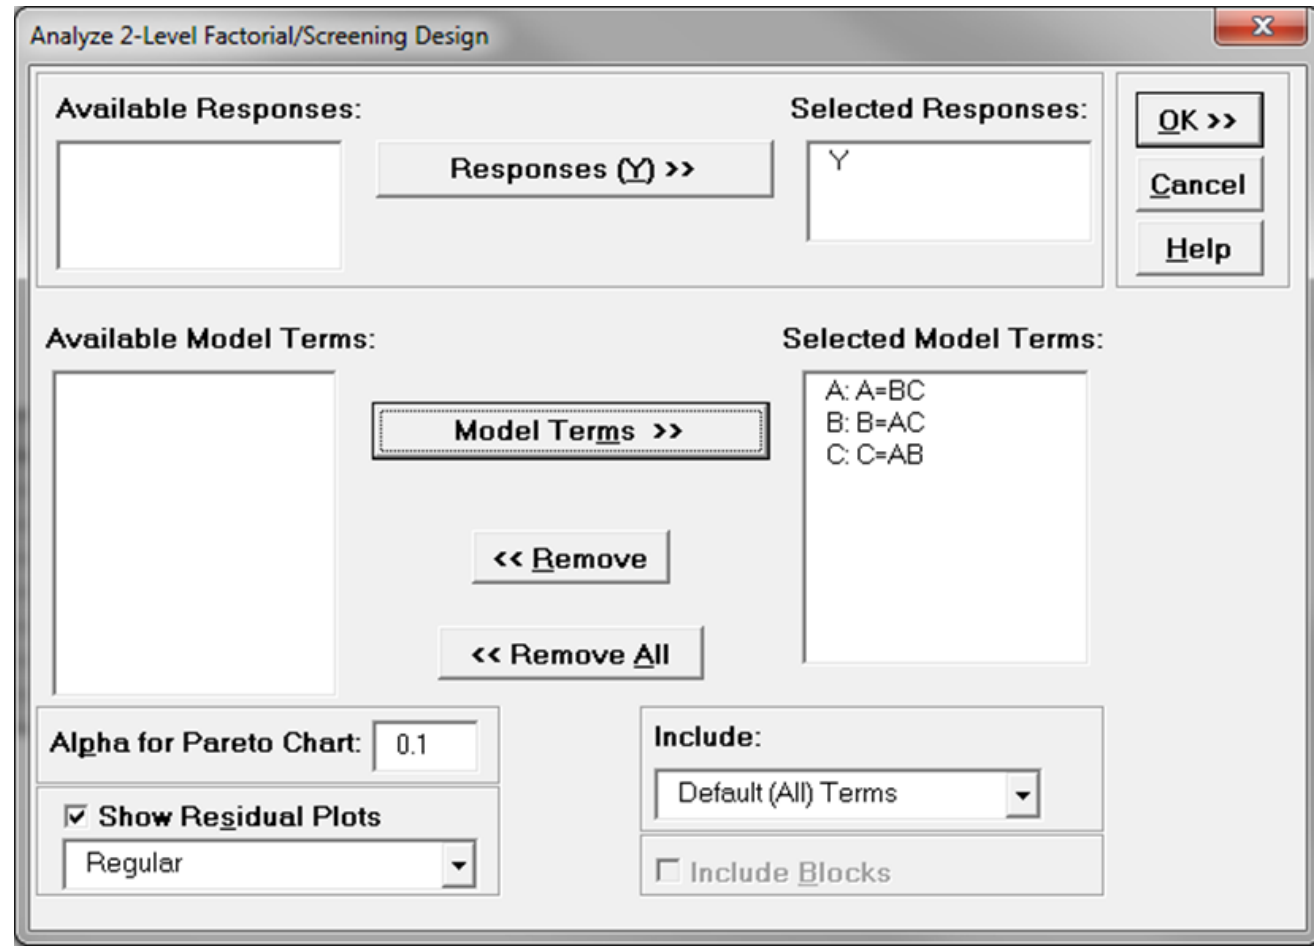 Analyze 2-Level Factorial/Screening Design
Available Responses:
Responses (Y) >>
Selected Responses:
Y
OK >>
Cancel
Help
Available Model Terms:
Model Terms >>
Selected Model Terms:
A: A=BC
B: B=AC
C: C=AB
<< Remove
<< Remove All
Alpha for Pareto Chart: 0.1
Show Residual Plots
Regular
Include:
Default (All) Terms
Include Blocks